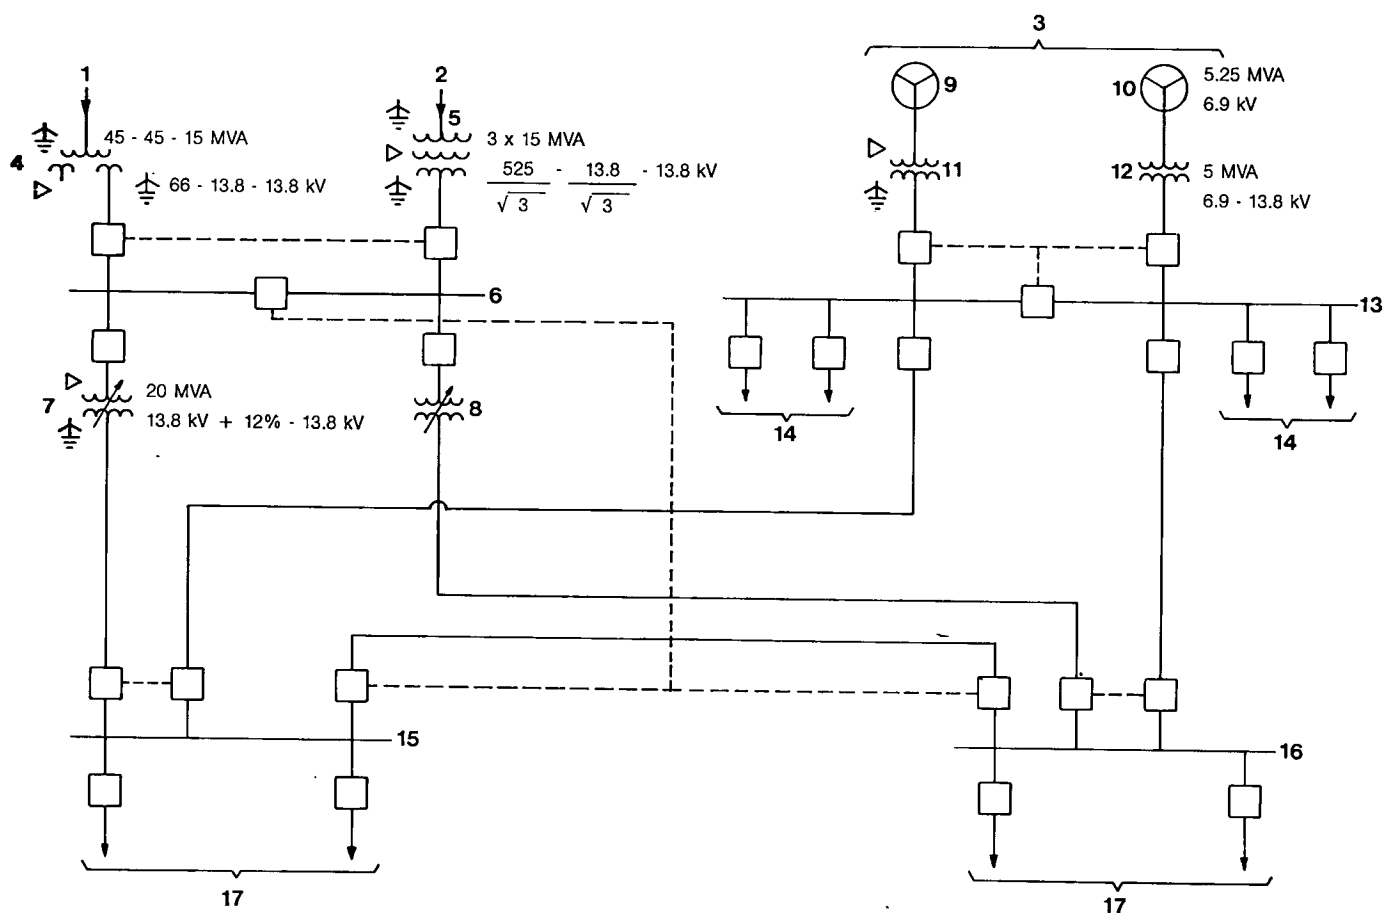 3
1
2
9
10
5.25 MVA
6.9 kV
4
45 - 45 - 15 MVA
66 - 13.8 - 13.8 kV
5
3 x 15 MVA
525 - 13.8 - 13.8 kV
√3 √3
11
12
5 MVA
6.9 - 13.8 kV
6
13
7
20 MVA
13.8 kV + 12% - 13.8 kV
8
14
14
15
16
17
17